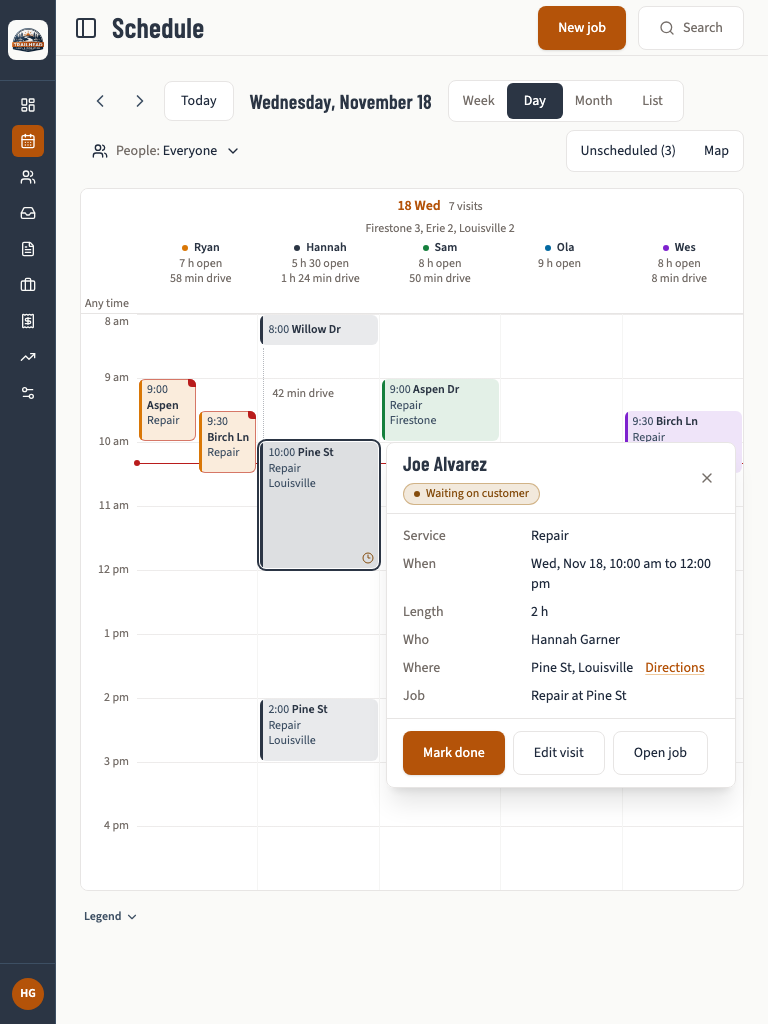 TRAIL HEAD
Schedule
New job
Search
Today
Wednesday, November 18
Week
Day
Month
List
People: Everyone
Unscheduled (3)
Map
18 Wed 7 visits
Firestone 3, Erie 2, Louisville 2
Ryan
7 h open
58 min drive
Hannah
5 h 30 open
1 h 24 min drive
Sam
8 h open
50 min drive
Ola
9 h open
Wes
8 h open
8 min drive
Any time
8 am
9 am
10 am
11 am
12 pm
1 pm
2 pm
3 pm
4 pm
9:00
Aspen
Repair
9:30
Birch Ln
Repair
8:00 Willow Dr
42 min drive
10:00 Pine St
Repair
Louisville
2:00 Pine St
Repair
Louisville
9:00 Aspen Dr
Repair
Firestone
9:30 Birch Ln
Repair
Joe Alvarez
Waiting on customer
Service Repair
When Wed, Nov 18, 10:00 am to 12:00
pm
Length 2 h
Who Hannah Garner
Where Pine St, Louisville Directions
Job Repair at Pine St
Mark done
Edit visit
Open job
Legend
HG